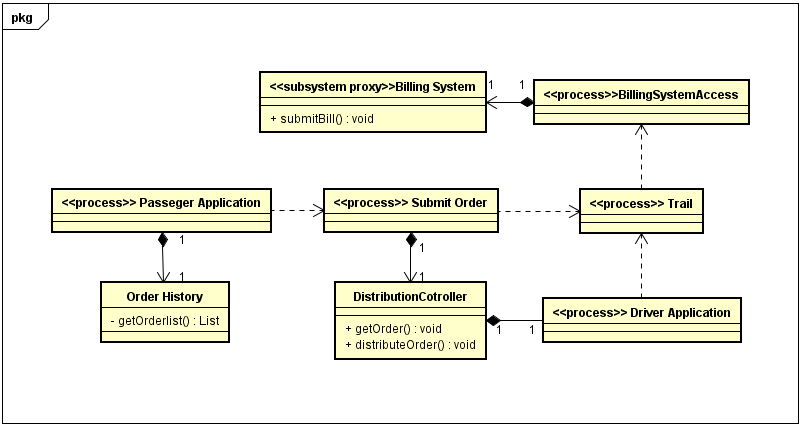 pkg
<<subsystem proxy>>Billing System
+ submitBill() : void
1
1
<<process>>BillingSystemAccess
<<process>> Passeger Application
<<process>> Submit Order
<<process>> Trail
1
1
1
1
Order History
- getOrderlist() : List
DistributionCotroller
+ getOrder() : void
+ distributeOrder() : void
1
1
<<process>> Driver Application